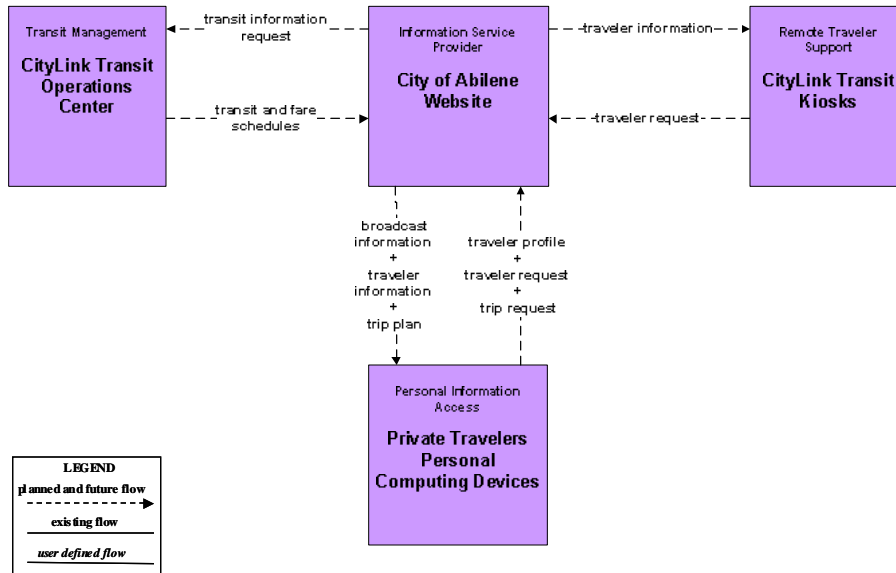 Transit Management
CityLink Transit
Operations
Center
transit information
request
transit and fare
schedules
Information Service
Provider
City of Abilene
Website
traveler information
traveler request
Remote Traveler
Support
CityLink Transit
Kiosks
broadcast
information
+
traveler
information
+
trip plan
traveler profile
+
traveler request
+
trip request
Personal Information
Access
Private Travelers
Personal
Computing Devices
LEGEND
planned and future flow
existing flow
user defined flow